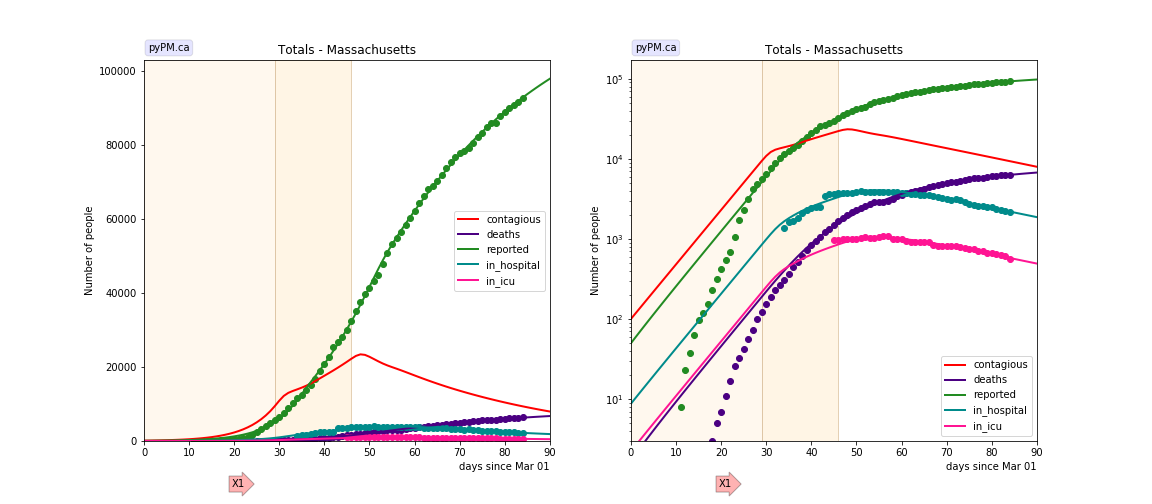 pyPM.ca
Totals - Massachusetts
Number of people
100000
80000
60000
40000
20000
0
contagious
deaths
reported
in_hospital
in_icu
0 10 20 30 40 50 60 70 80 90
days since Mar 01
X1
pyPM.ca
Totals - Massachusetts
Number of people
10⁵
10⁴
10³
10²
10¹
contagious
deaths
reported
in_hospital
in_icu
0 10 20 30 40 50 60 70 80 90
days since Mar 01
X1